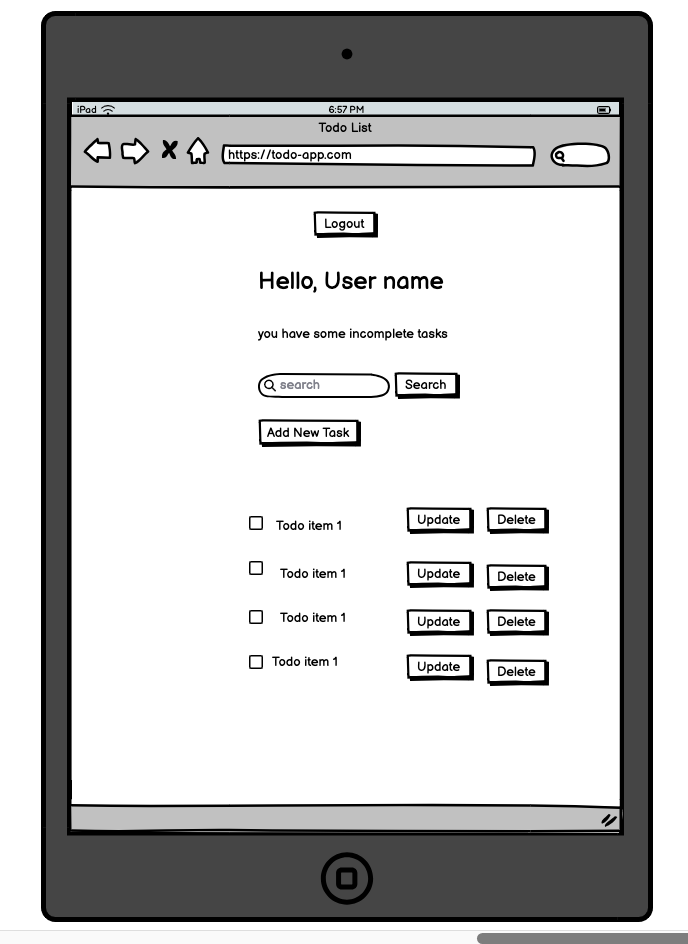 iPad 6:57 PM
Todo List
https://todo-app.com
Logout
Hello, User name
you have some incomplete tasks
search Search
Add New Task
Todo item 1 Update Delete
Todo item 1 Update Delete
Todo item 1 Update Delete
Todo item 1 Update Delete